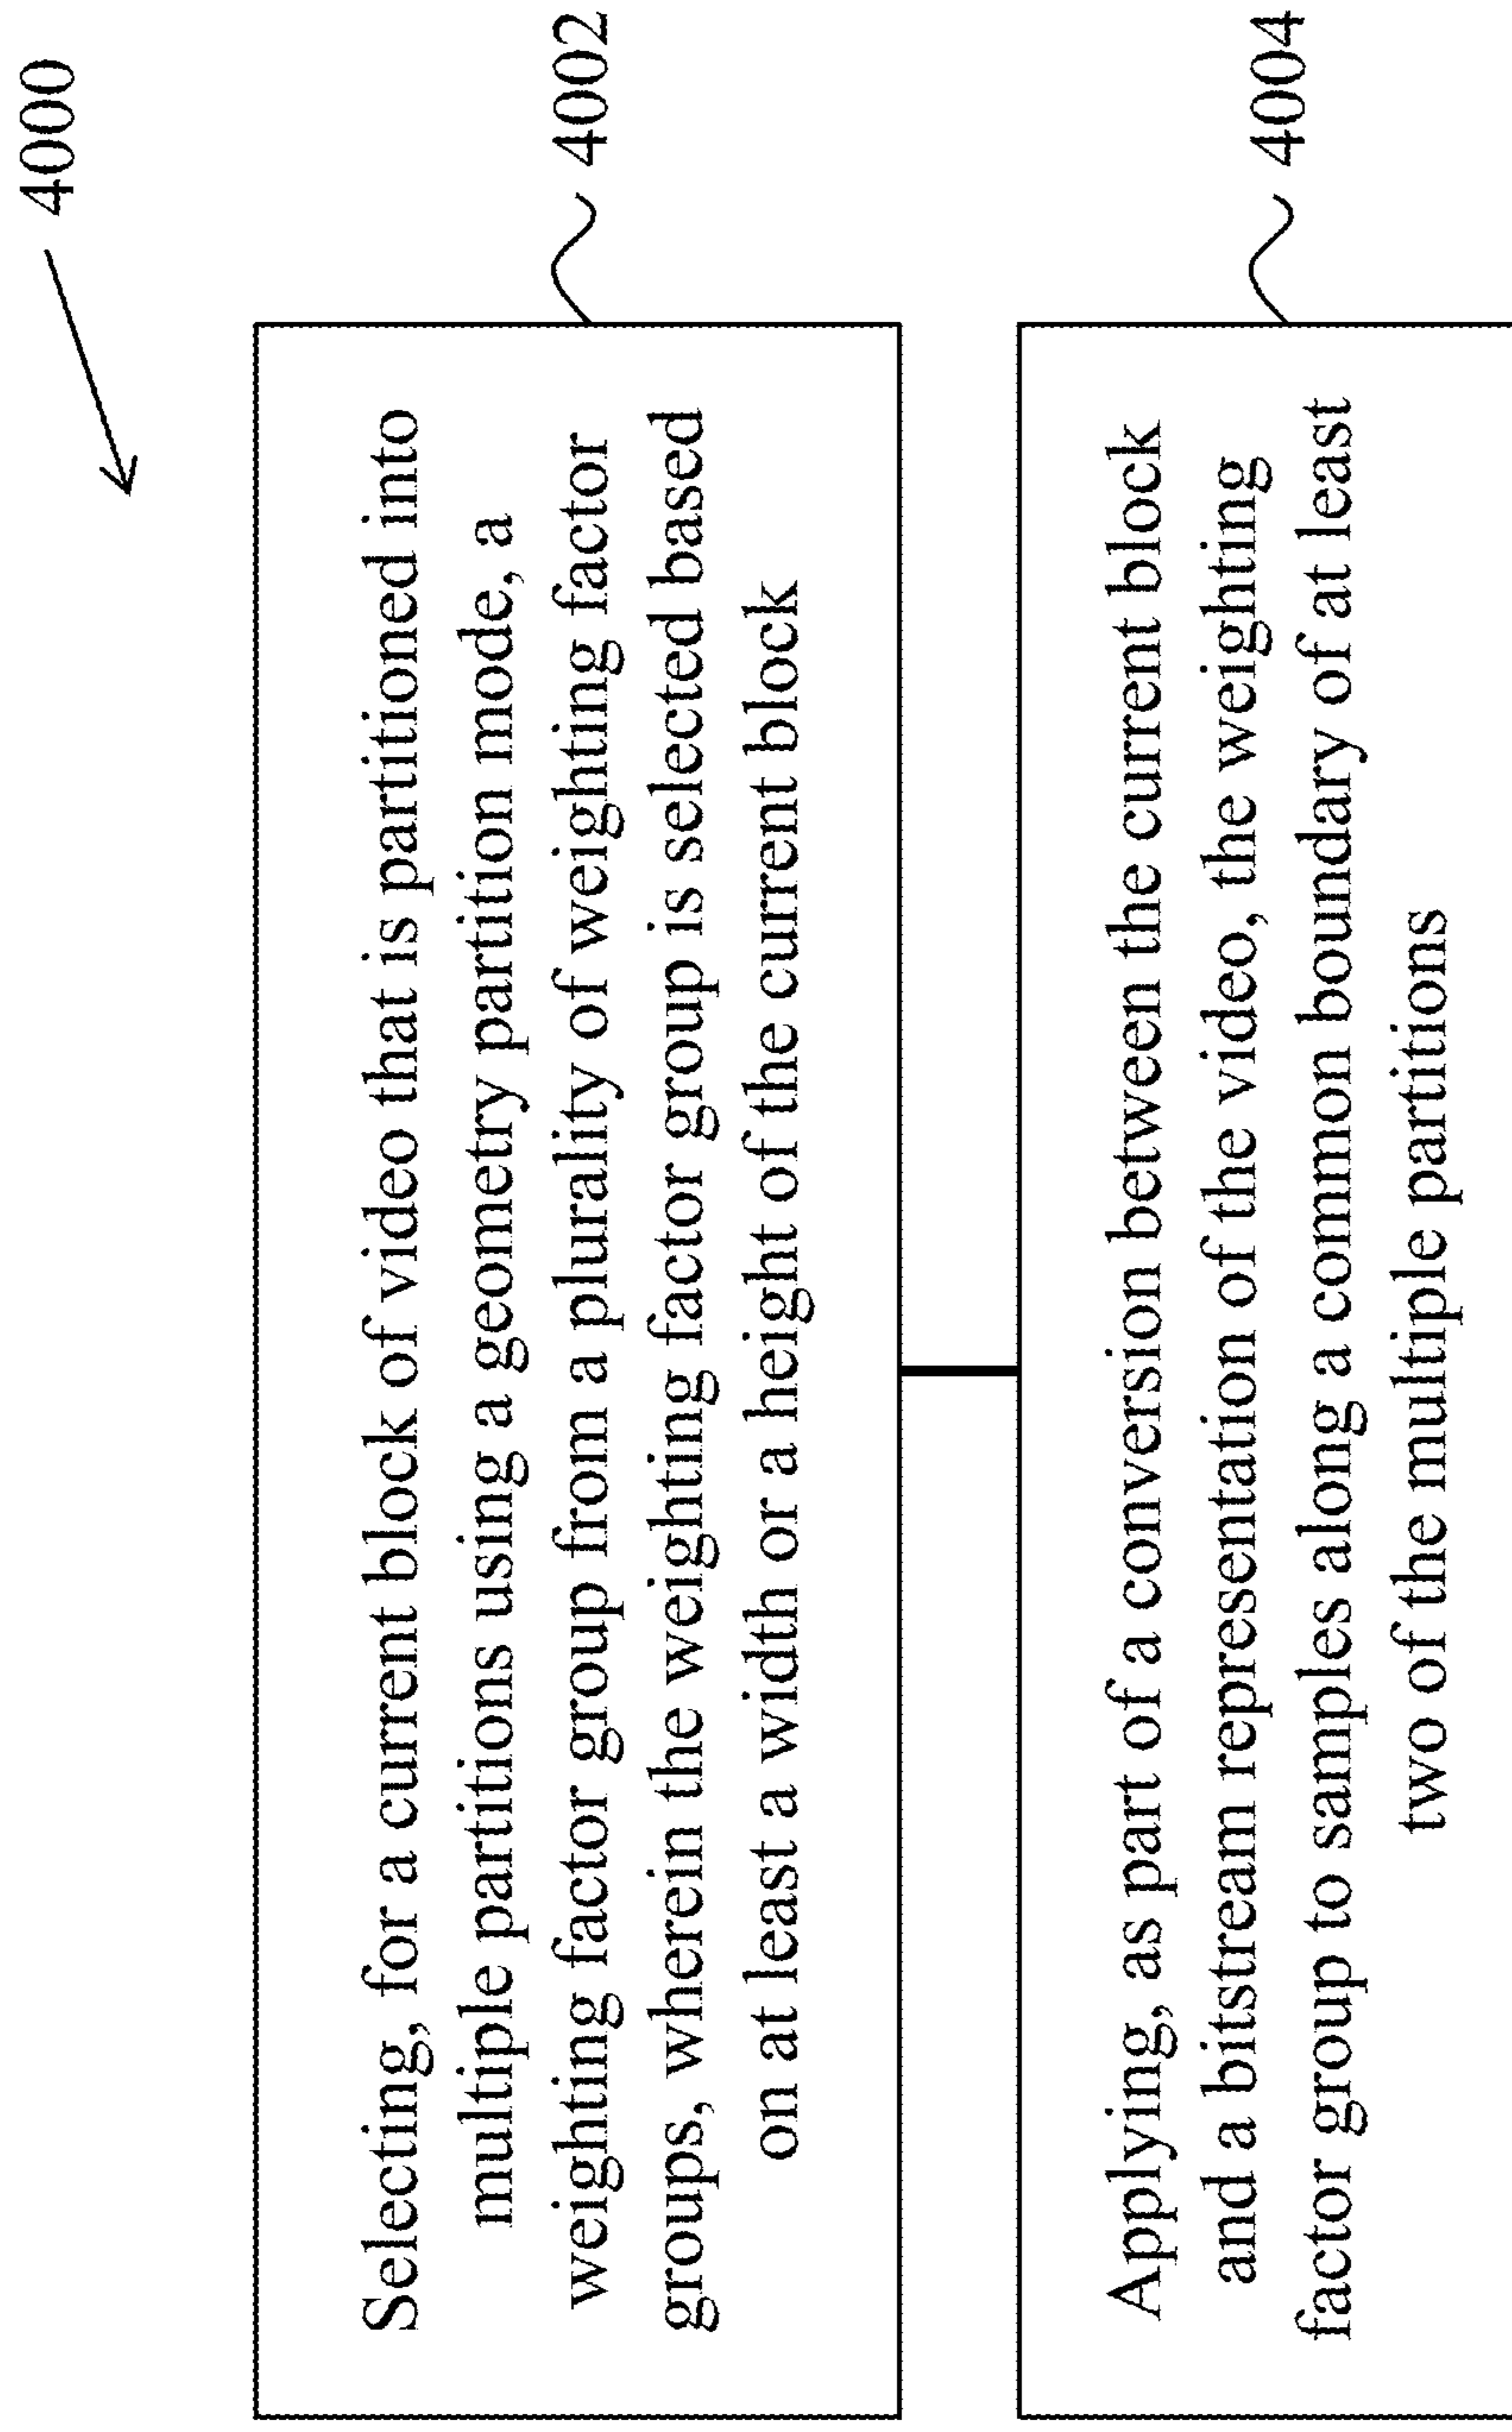 4000
Selecting, for a current block of video that is partitioned into
multiple partitions using a geometry partition mode, a
weighting factor group from a plurality of weighting factor
groups, wherein the weighting factor group is selected based
on at least a width or a height of the current block
4002
Applying, as part of a conversion between the current block
and a bitstream representation of the video, the weighting
factor group to samples along a common boundary of at least
two of the multiple partitions
4004